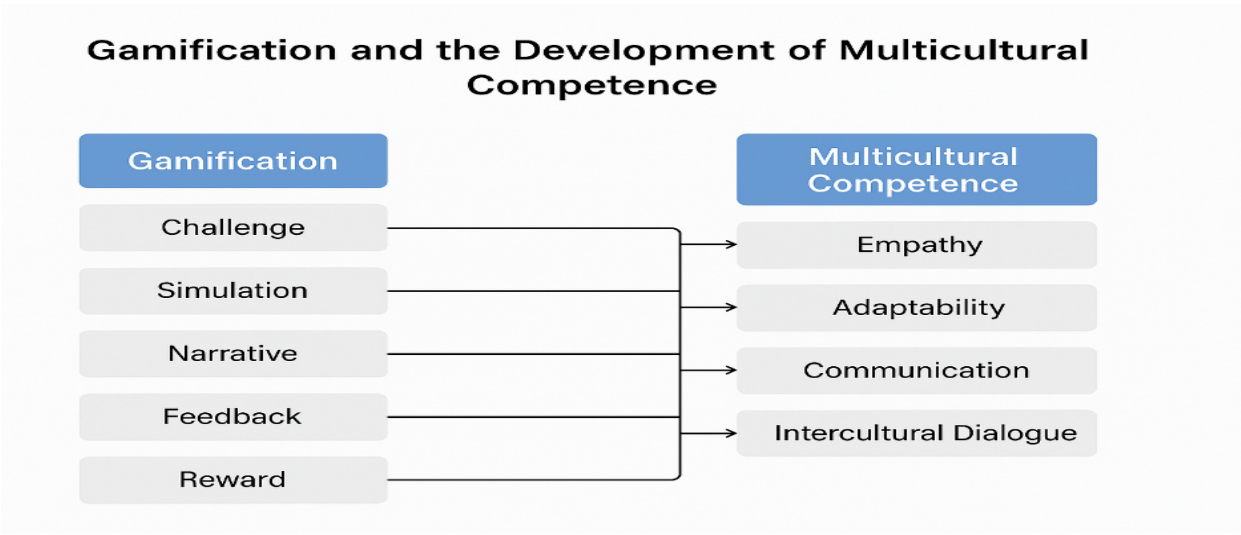 Gamification and the Development of Multicultural
Competence
Gamification
Challenge
Simulation
Narrative
Feedback
Reward
Multicultural
Competence
Empathy
Adaptability
Communication
Intercultural Dialogue